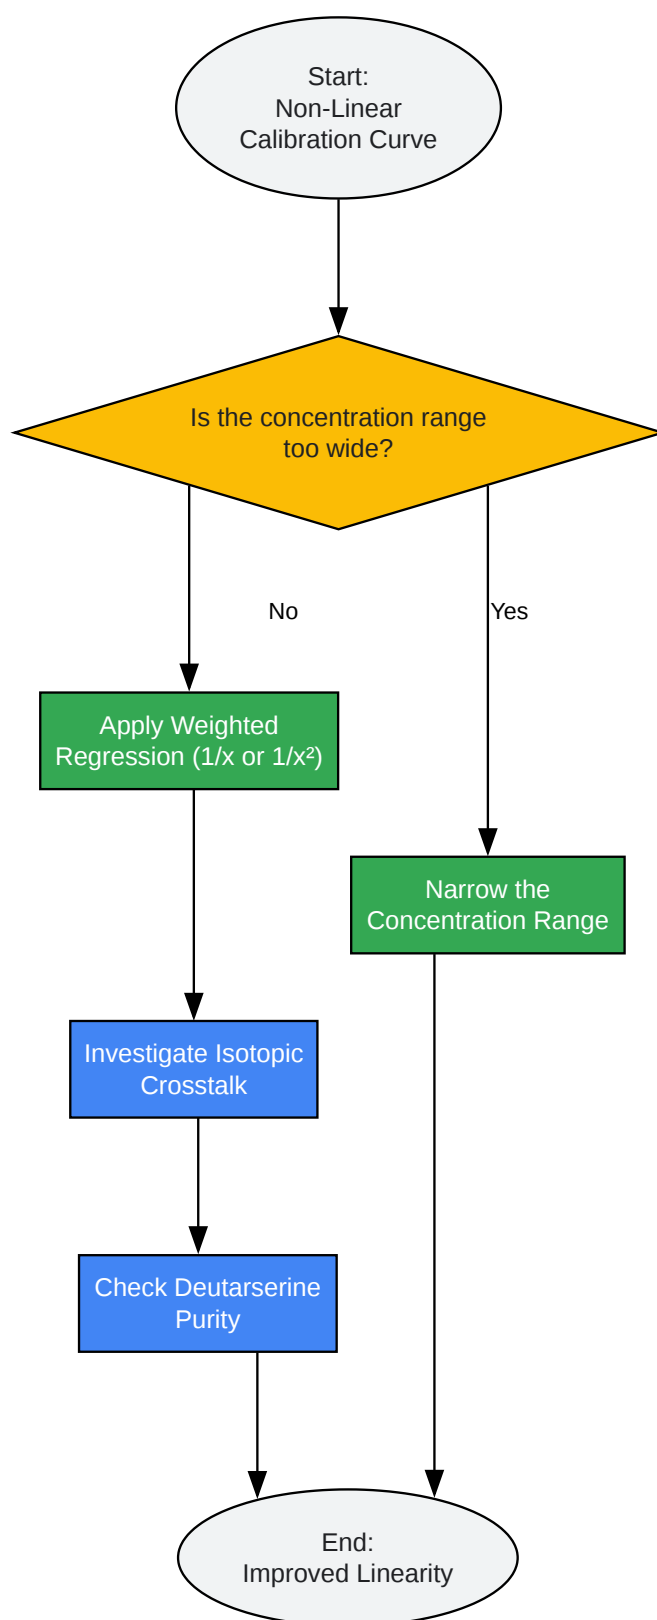 Start:
Non-Linear
Calibration Curve
Is the concentration range
too wide?
No
Yes
Apply Weighted
Regression (1/x or 1/x²)
Narrow the
Concentration Range
Investigate Isotopic
Crosstalk
Check Deutarserine
Purity
End:
Improved Linearity